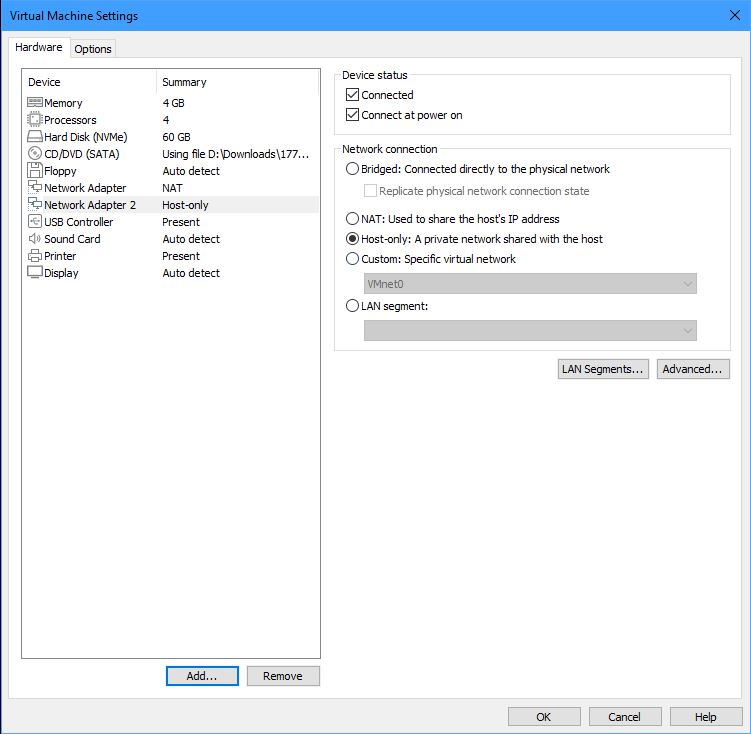 Virtual Machine Settings
Hardware Options
Device Summary
Memory 4 GB
Processors 4
Hard Disk (NVMe) 60 GB
CD/DVD (SATA) Using file D:\Downloads\177...
Floppy Auto detect
Network Adapter NAT
Network Adapter 2 Host-only
USB Controller Present
Sound Card Auto detect
Printer Present
Display Auto detect
Add... Remove
Device status
Connected
Connect at power on
Network connection
Bridged: Connected directly to the physical network
Replicate physical network connection state
NAT: Used to share the host's IP address
Host-only: A private network shared with the host
Custom: Specific virtual network
VMnet0
LAN segment:
LAN Segments... Advanced...
OK Cancel Help